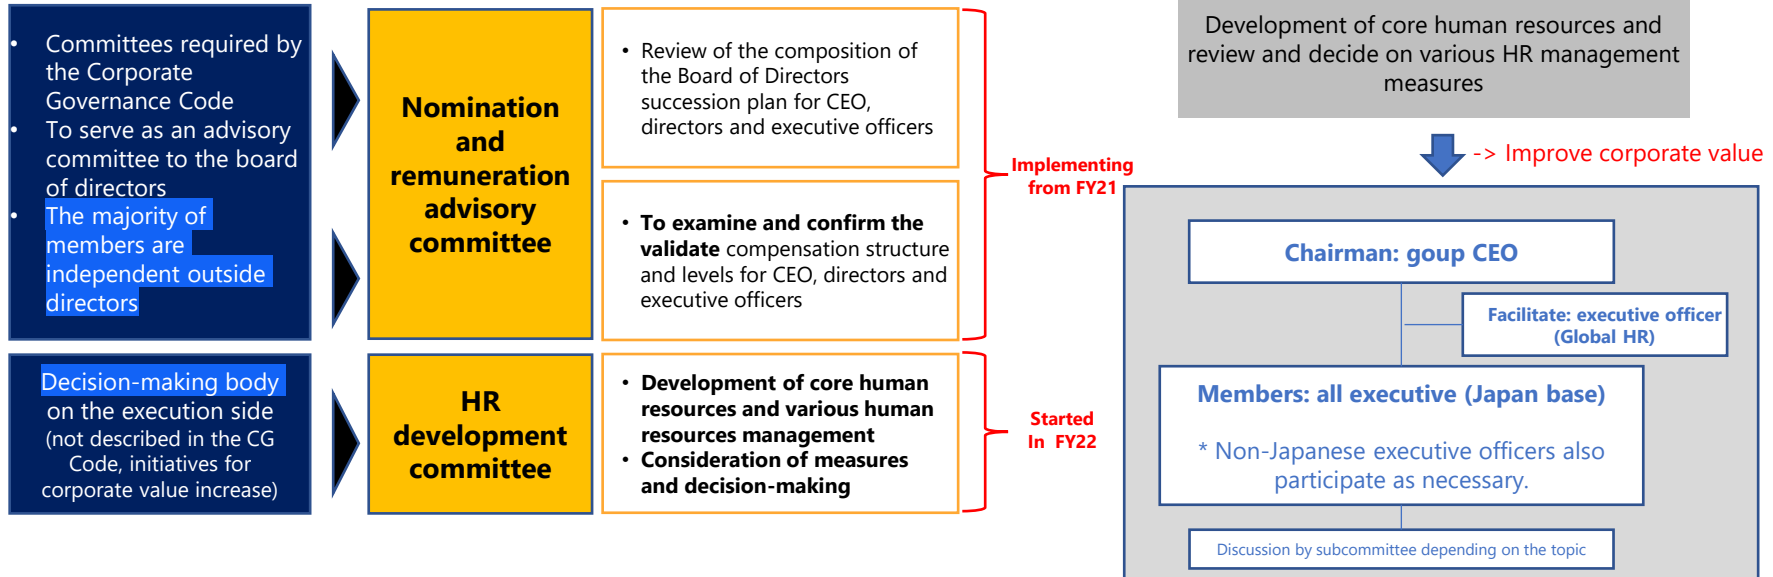 • Committees required by
the Corporate
Governance Code
• To serve as an advisory
committee to the board
of directors
• The majority of
members are
independent outside
directors
Nomination
and
remuneration
advisory
committee
• Review of the composition of
the Board of Directors
succession plan for CEO,
directors and executive officers
• To examine and confirm the
validate compensation structure
and levels for CEO, directors and
executive officers
Implementing
from FY21
Decision-making body
on the execution side
(not described in the CG
Code, initiatives for
corporate value increase)
HR
development
committee
• Development of core human
resources and various human
resources management
• Consideration of measures
and decision-making
Started
In FY22
Development of core human resources and
review and decide on various HR management
measures
-> Improve corporate value
Chairman: goup CEO
Facilitate: executive officer
(Global HR)
Members: all executive (Japan base)
* Non-Japanese executive officers also
participate as necessary.
Discussion by subcommittee depending on the topic